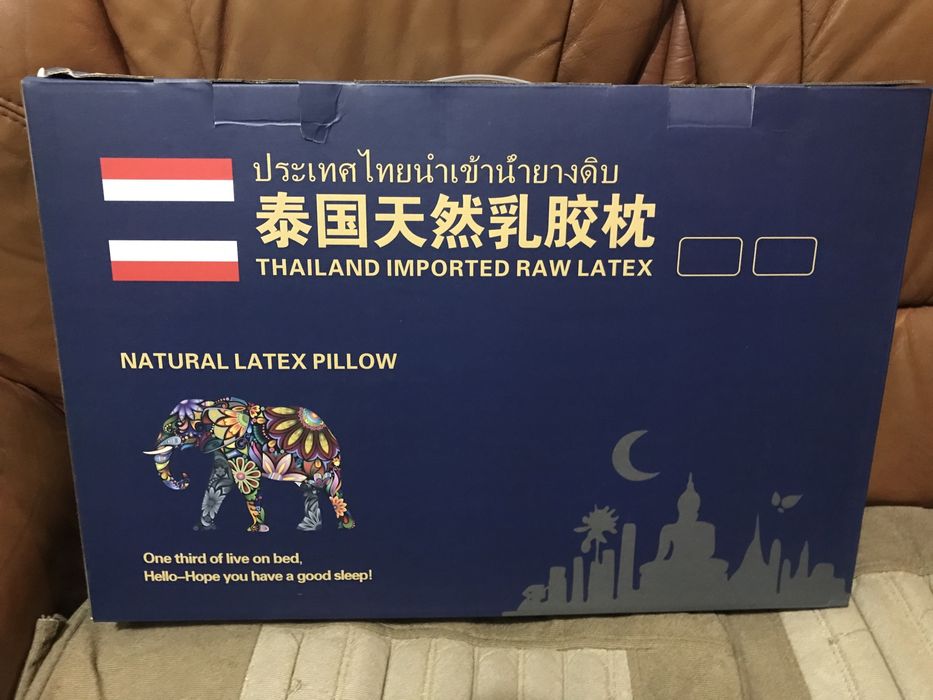 ประเทศไทยนำเข้าน้ำยางดิบ
泰国天然乳胶枕
THAILAND IMPORTED RAW LATEX
NATURAL LATEX PILLOW
One third of live on bed,
Hello-Hope you have a good sleep!